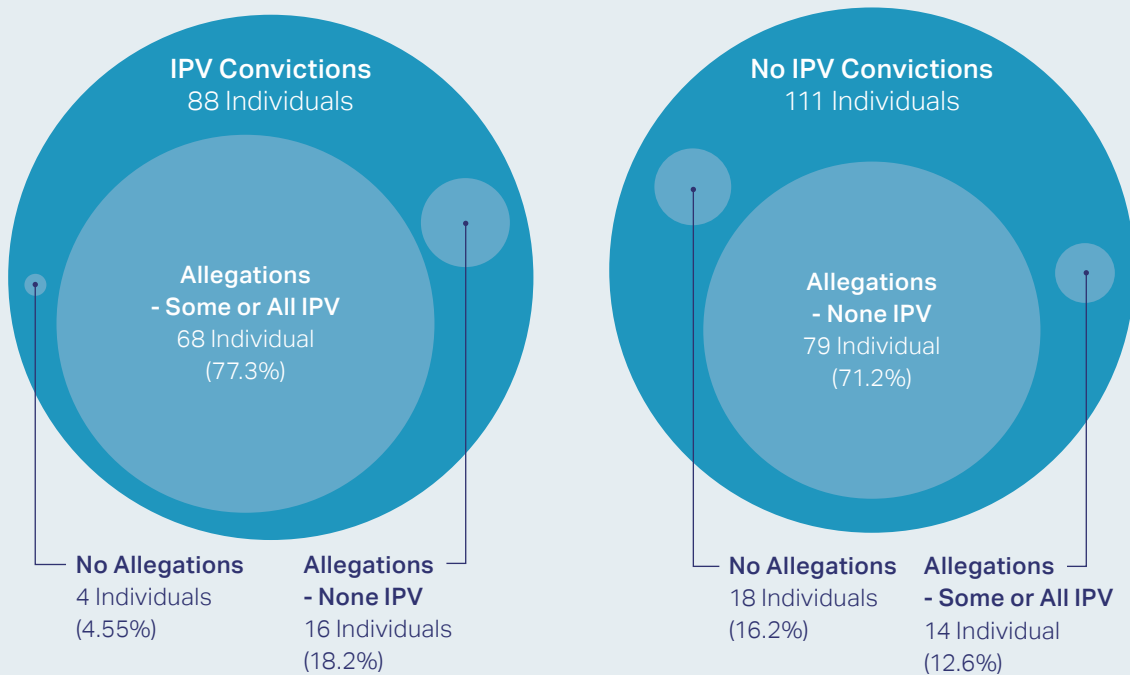 IPV Convictions
88 Individuals
Allegations
- Some or All IPV
68 Individual
(77.3%)
No Allegations
4 Individuals
(4.55%)
Allegations
- None IPV
16 Individuals
(18.2%)
No IPV Convictions
111 Individuals
Allegations
- None IPV
79 Individual
(71.2%)
No Allegations
18 Individuals
(16.2%)
Allegations
- Some or All IPV
14 Individual
(12.6%)